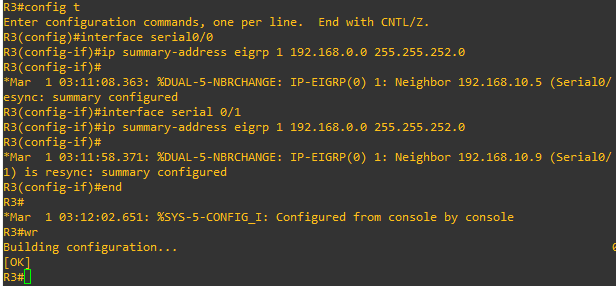 R3#config t
Enter configuration commands, one per line.  End with CNTL/Z.
R3(config)#interface serial0/0
R3(config-if)#ip summary-address eigrp 1 192.168.0.0 255.255.252.0
R3(config-if)#
*Mar  1 03:11:08.363: %DUAL-5-NBRCHANGE: IP-EIGRP(0) 1: Neighbor 192.168.10.5 (Serial0/
esync: summary configured
R3(config-if)#interface serial 0/1
R3(config-if)#ip summary-address eigrp 1 192.168.0.0 255.255.252.0
R3(config-if)#
*Mar  1 03:11:58.371: %DUAL-5-NBRCHANGE: IP-EIGRP(0) 1: Neighbor 192.168.10.9 (Serial0/
1) is resync: summary configured
R3(config-if)#end
R3#
*Mar  1 03:12:02.651: %SYS-5-CONFIG_I: Configured from console by console
R3#wr
Building configuration...
[OK]
R3#